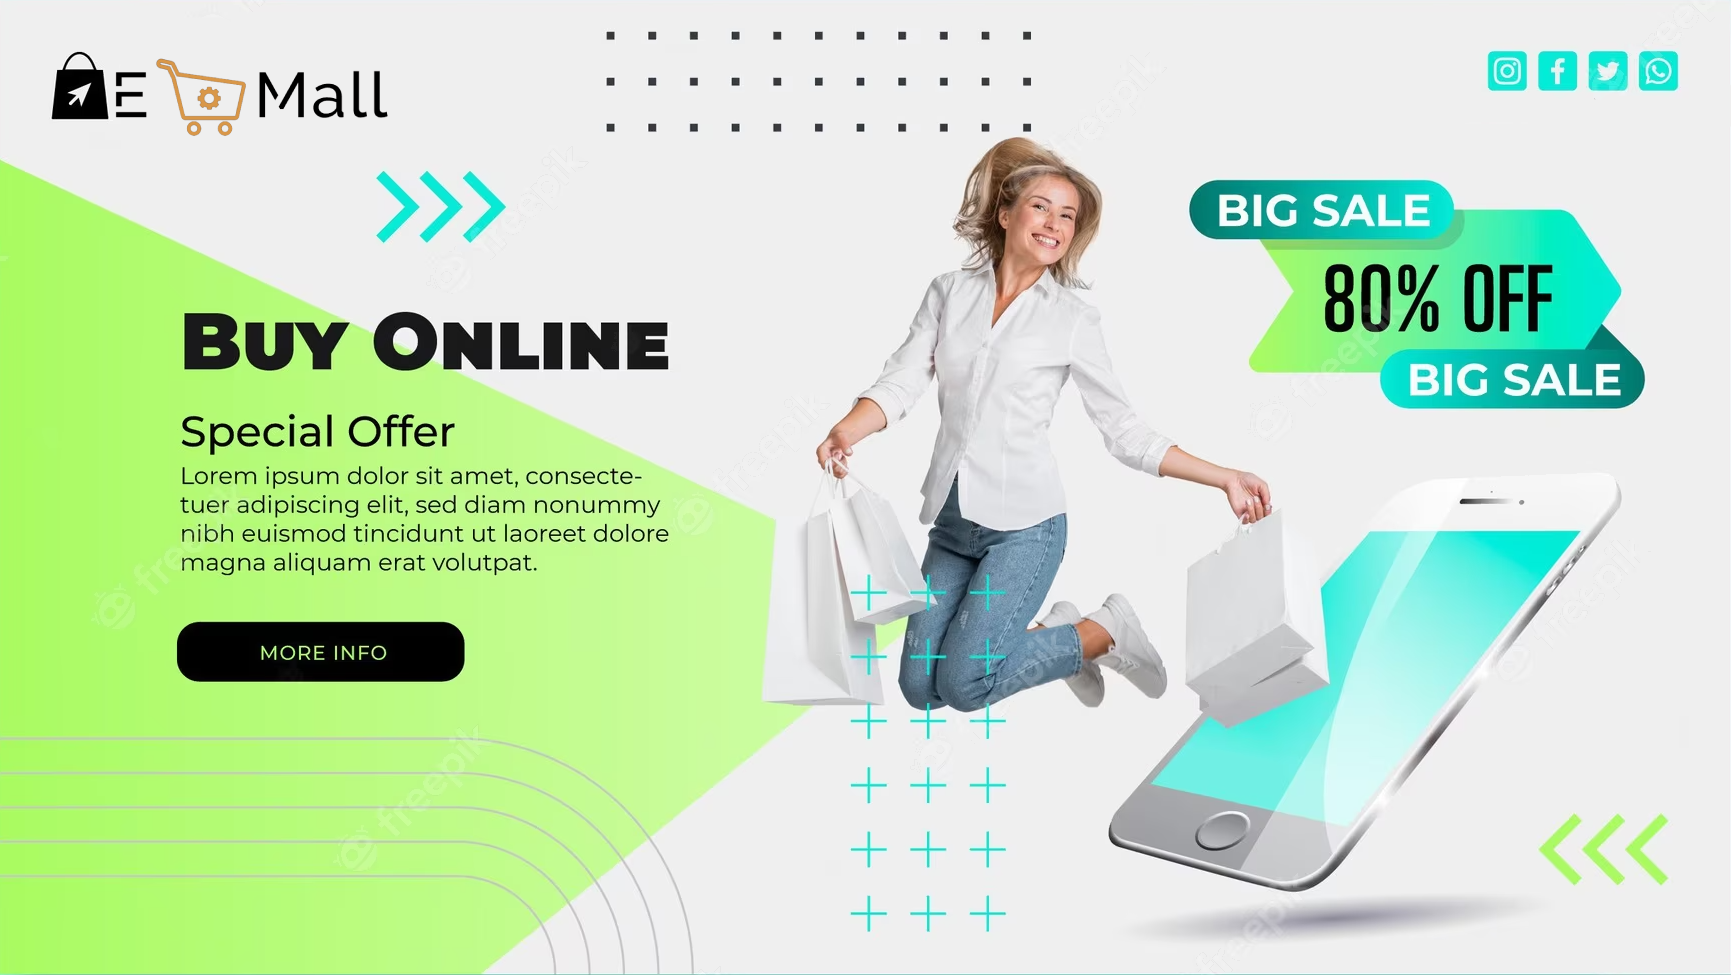 E Mall
BIG SALE
80% OFF
BIG SALE
BUY ONLINE
Special Offer
Lorem ipsum dolor sit amet, consecte-
tuer adipiscing elit, sed diam nonummy
nibh euismod tincidunt ut laoreet dolore
magna aliquam erat volutpat.
MORE INFO
freepik